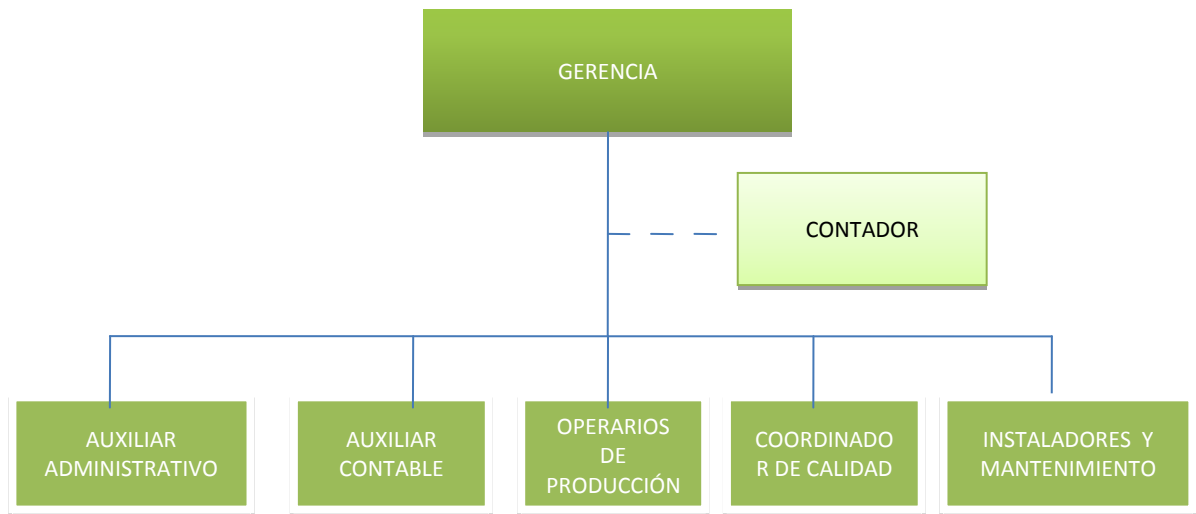 GERENCIA
CONTADOR
AUXILIAR
ADMINISTRATIVO
AUXILIAR
CONTABLE
OPERARIOS
DE
PRODUCCIÓN
COORDINADO
R DE CALIDAD
INSTALADORES Y
MANTENIMIENTO